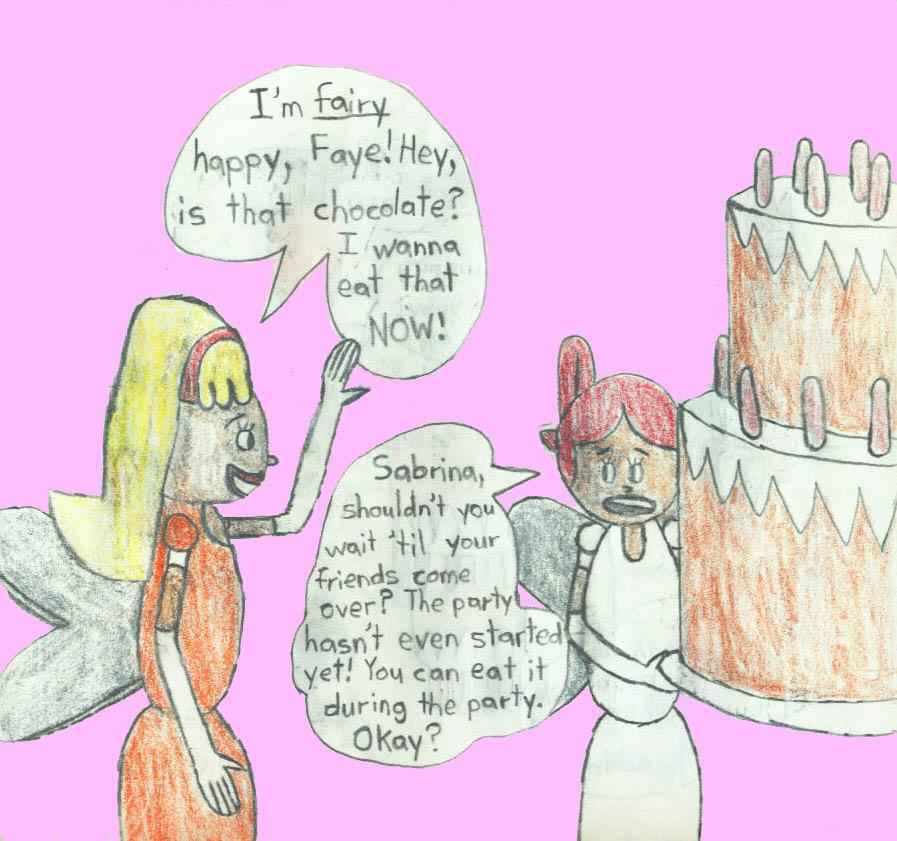 I'm fairy
happy, Faye! Hey,
is that chocolate?
I wanna
eat that
NOW!
Sabrina,
shouldn't you
wait 'til your
friends come
over? The party
hasn't even started
yet! You can eat it
during the party.
Okay?